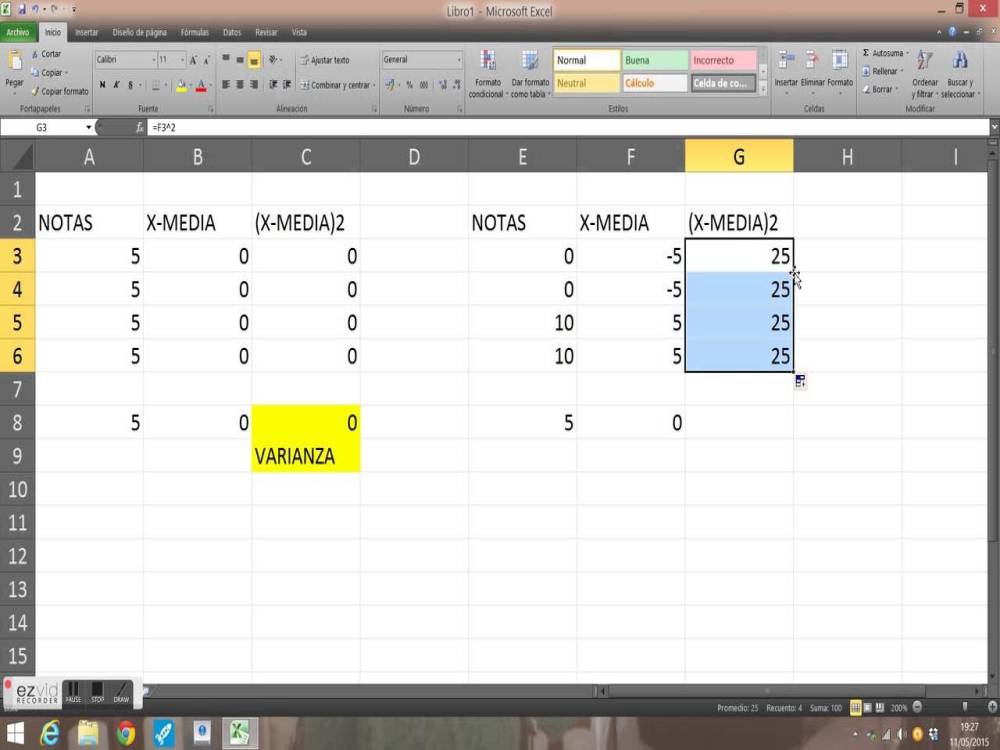 Libro1 - Microsoft Excel
Archivo Inicio Insertar Diseño de página Fórmulas Datos Revisar Vista
Cortar
Copiar
Copiar formato
Pegar
Portapapeles
Calibri 11
N K S
Fuente
Ajustar texto
Combinar y centrar
Alineación
General
% 000
Número
Formato condicional
Dar formato como tabla
Normal Buena Incorrecto
Neutral Cálculo Celda de co...
Estilos
Insertar Eliminar Formato
Celdas
Σ Autosuma
Rellenar
Borrar
Ordenar y filtrar
Buscar y seleccionar
Modificar
G3 fx =F3^2
A B C D E F G H I
1
2 NOTAS X-MEDIA (X-MEDIA)2 NOTAS X-MEDIA (X-MEDIA)2
3 5 0 0 0 -5 25
4 5 0 0 0 -5 25
5 5 0 0 10 5 25
6 5 0 0 10 5 25
7
8 5 0 0 5 0
9 VARIANZA
10
11
12
13
14
15
ezvid
RECORDER
PAUSE STOP DRAW
Promedio: 25 Recuento: 4 Suma: 100 200%
19:27
11/05/2015